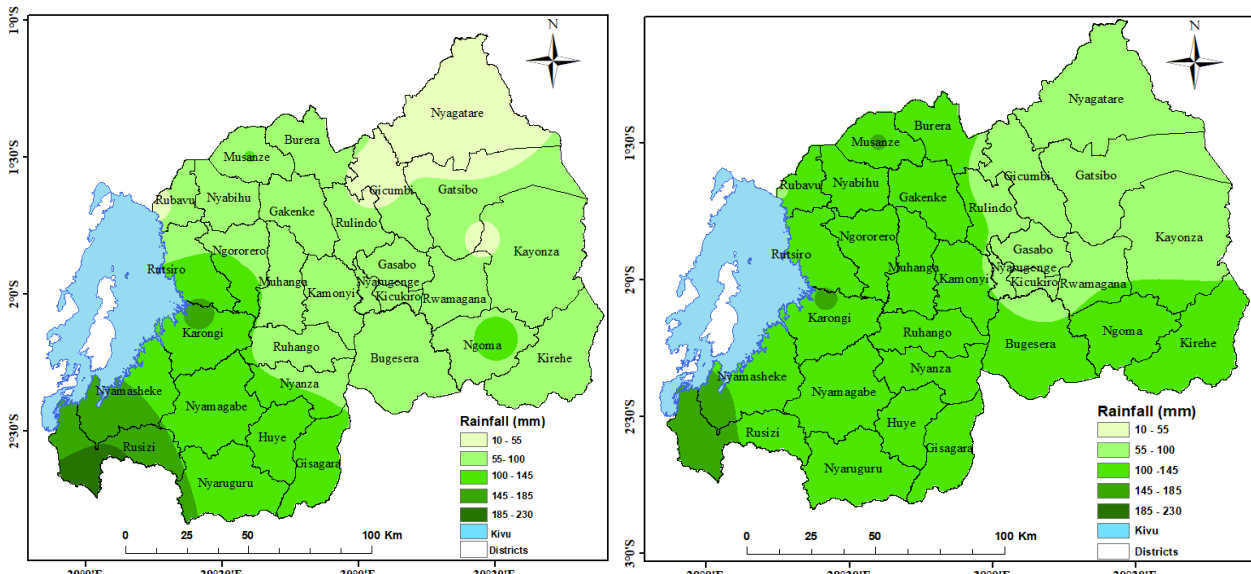 1°0'S
N
Nyagatare
Burera
Musanze
1°30'S
Gicumbi
Gatsibo
Rubavu
Nyabihu
Gakenke
Rulindo
Kayonza
Ngororero
Gasabo
Rutsiro
Muhanga
Nyarugenge
2°0'S
Kamonyi
Kicukiro
Rwamagana
Karongi
Ruhango
Ngoma
Bugesera
Kirehe
Nyamasheke
Nyanza
Nyamagabe
Rainfall (mm)
2°30'S
Huye
10 - 55
Rusizi
55- 100
Gisagara
100 - 145
Nyaruguru
145 - 185
185 - 230
0 25 50 100 Km
Kivu
Districts
N
Nyagatare
Burera
1°30'S
Musanze
Gicumbi
Rubavu
Nyabihu
Gatsibo
Gakenke
Rulindo
Kayonza
Ngororero
Gasabo
Rutsiro
Muhanga
Nyarugenge
2°0'S
Kamonyi
Kicukiro
Rwamagana
Karongi
Ruhango
Ngoma
Bugesera
Kirehe
Nyanza
Nyamasheke
Nyamagabe
Rainfall (mm)
2°30'S
Huye
10 - 55
Rusizi
55 - 100
Gisagara
100 -145
Nyaruguru
145 - 185
185 - 230
Kivu
3°0'S
0 25 50 100 Km
Districts